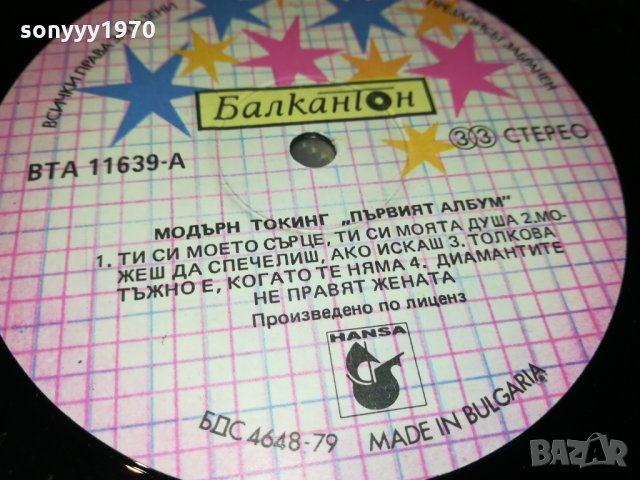 sonyyy1970
ВСИЧКИ ПРАВА
ПРЕЗАПИСЪТ ЗАБРАНЕН
Балкантон
ВТА 11639-А
33 СТЕРЕО
МОДЪРН ТОКИНГ „ПЪРВИЯТ АЛБУМ"
1. ТИ СИ МОЕТО СЪРЦЕ, ТИ СИ МОЯТА ДУША 2.МО-
ЖЕШ ДА СПЕЧЕЛИШ, АКО ИСКАШ 3. ТОЛКОВА
ТЪЖНО Е, КОГАТО ТЕ НЯМА 4. ДИАМАНТИТЕ
НЕ ПРАВЯТ ЖЕНАТА
Произведено по лиценз
HANSA
БДС 4648-79
MADE IN BULGARIA
BAZAR